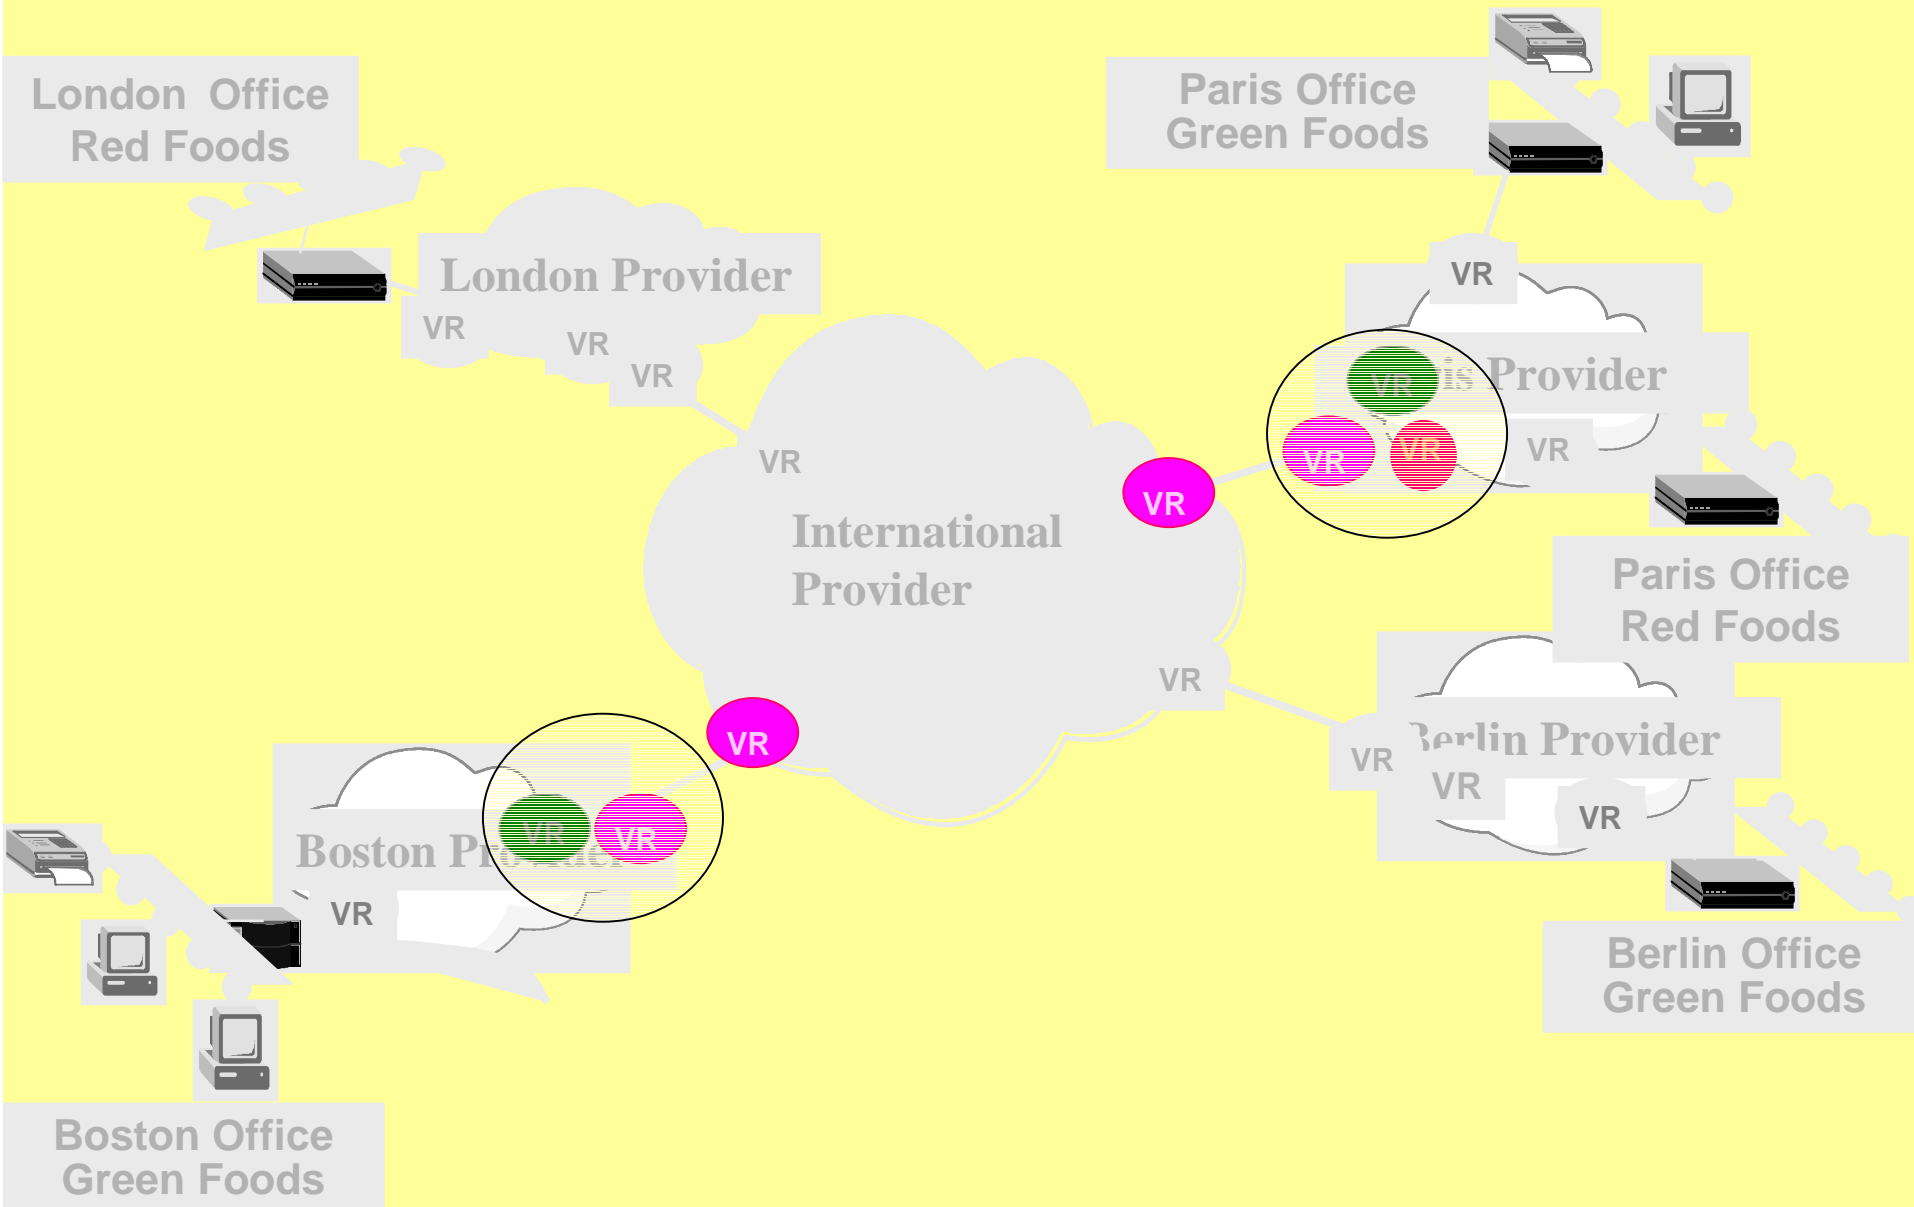 London Office
Red Foods
Paris Office
Green Foods
London Provider
VR
VR
VR
VR
VR
Provider
VR
VR
VR
VR
VR
International
Provider
Paris Office
Red Foods
VR
VR
Berlin Provider
VR
VR
VR
Boston Provider
VR
VR
VR
Berlin Office
Green Foods
Boston Office
Green Foods